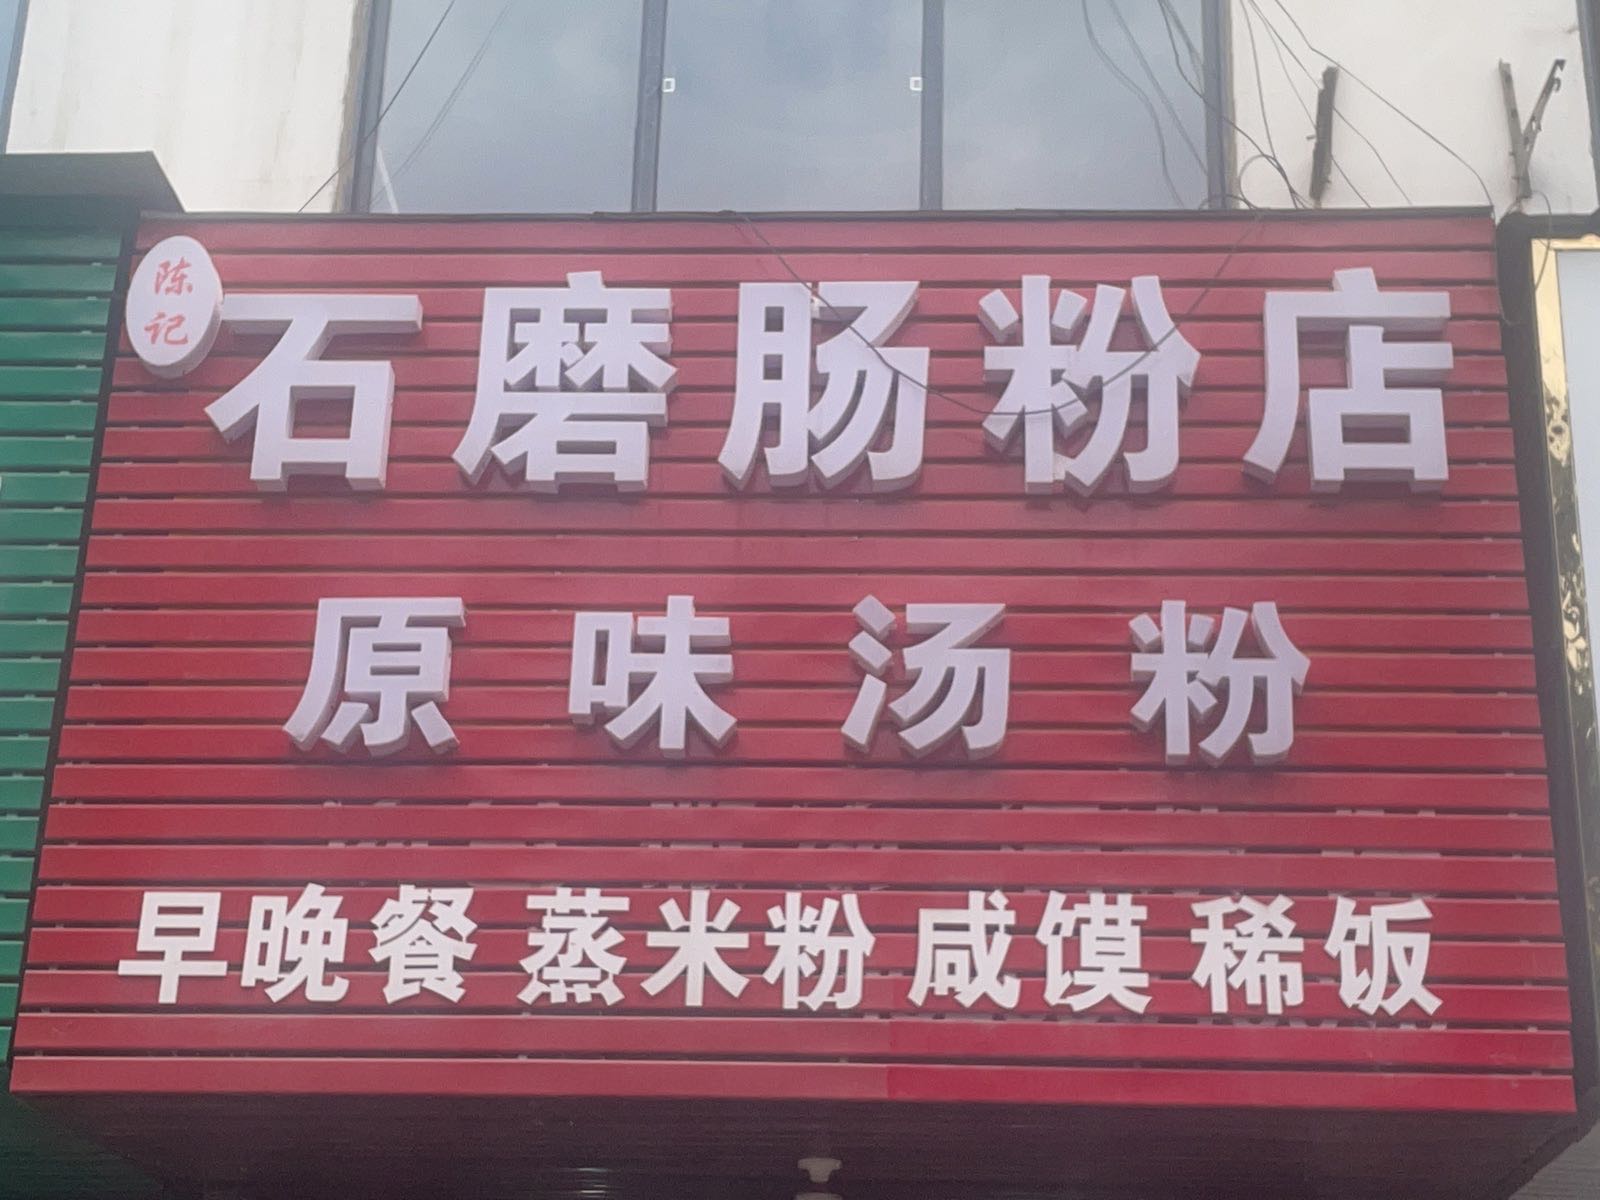 陈记
石磨肠粉店
原味汤粉
早晚餐 蒸米粉 咸馍 稀饭